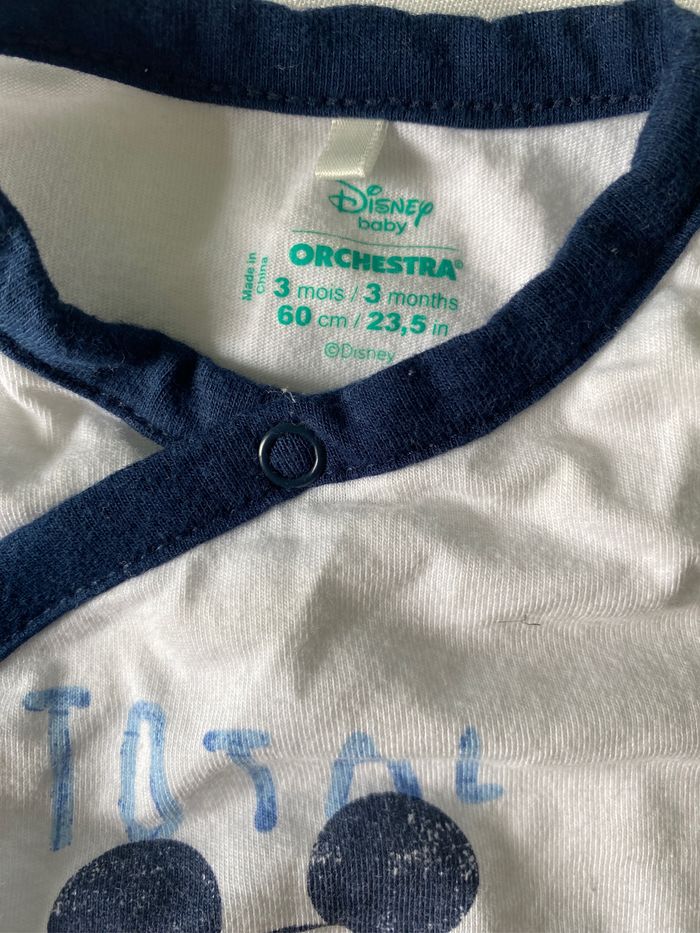 Disney
baby
ORCHESTRA®
Made in
China
3 mois / 3 months
60 cm / 23,5 in
©Disney
TOTAL